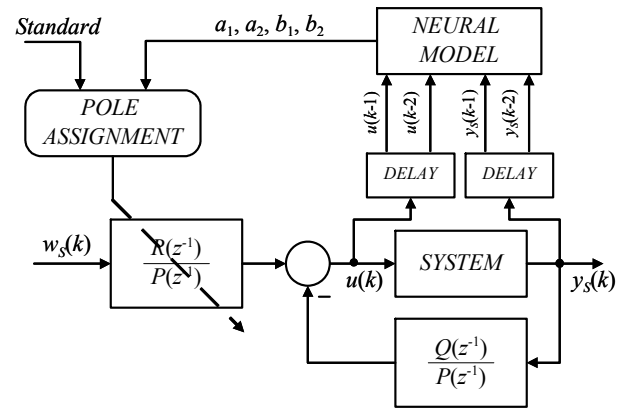 Standard
a₁, a₂, b₁, b₂
NEURAL
MODEL
POLE
ASSIGNMENT
u(k-1)
u(k-2)
yₛ(k-1)
yₛ(k-2)
DELAY
DELAY
wₛ(k)
R(z⁻¹)
P(z⁻¹)
–
u(k)
SYSTEM
yₛ(k)
Q(z⁻¹)
P(z⁻¹)